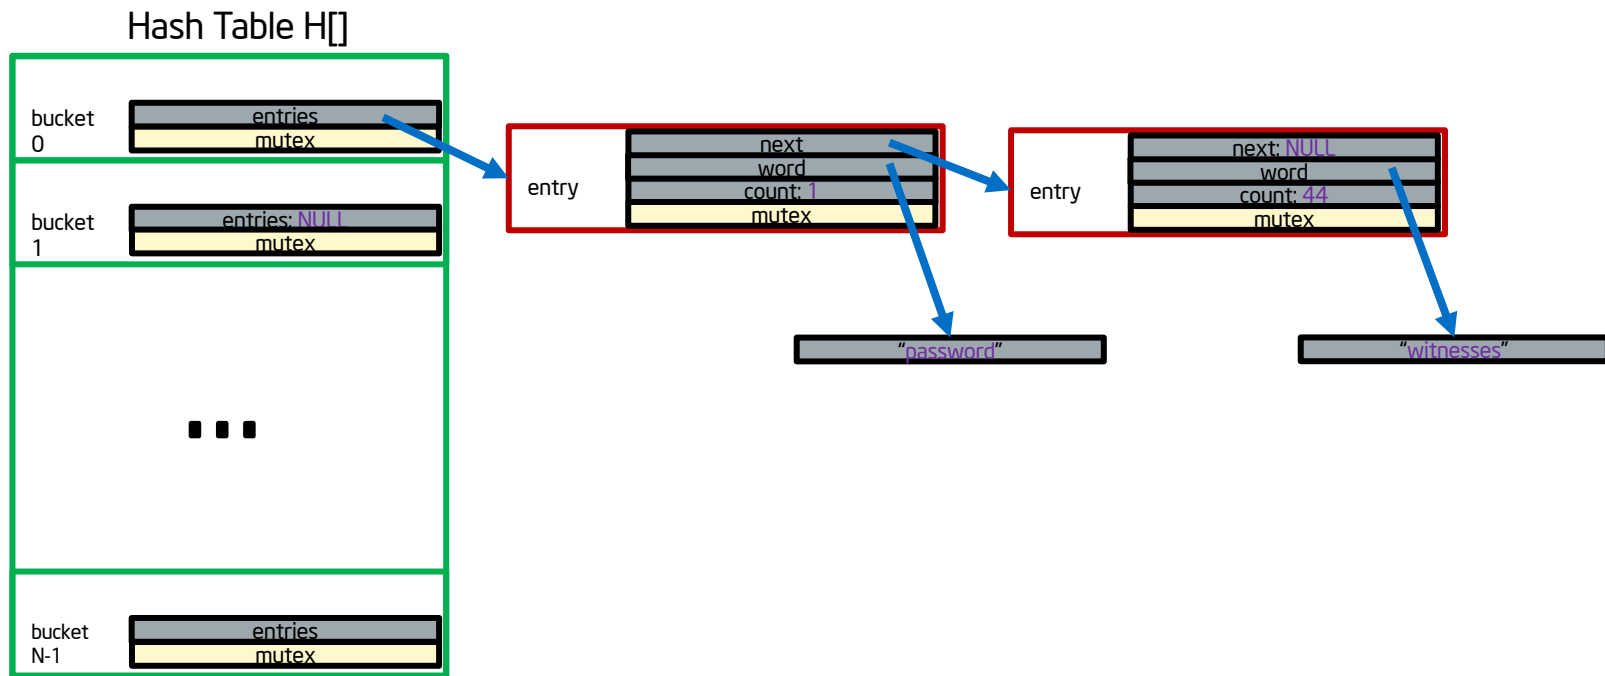 Hash Table H[]
bucket
0
entries
mutex
bucket
1
entries: NULL
mutex
...
bucket
N-1
entries
mutex
entry
next
word
count: 1
mutex
"password"
entry
next: NULL
word
count: 44
mutex
"witnesses"